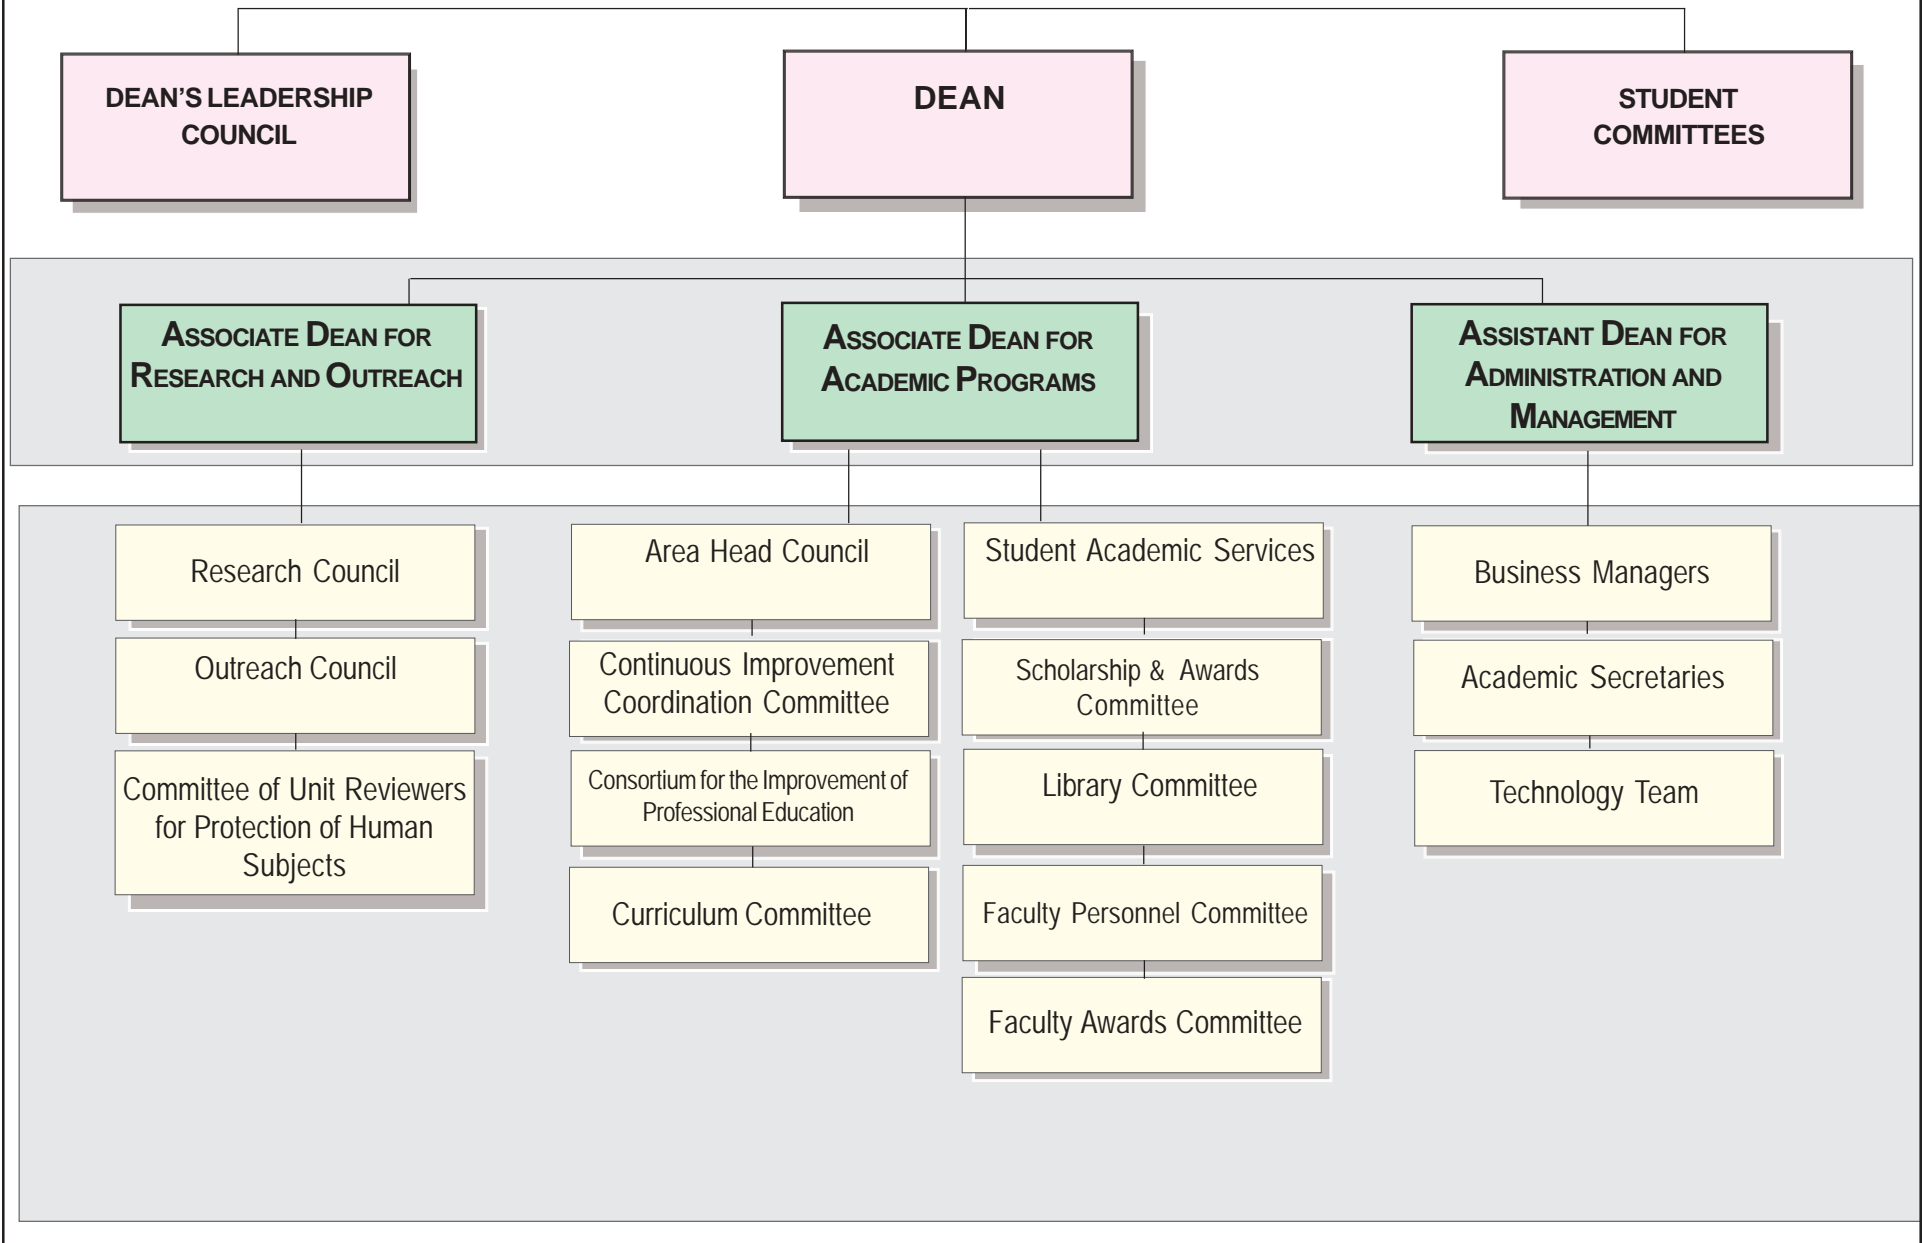 DEAN'S LEADERSHIP
COUNCIL
DEAN
STUDENT
COMMITTEES
ASSOCIATE DEAN FOR
RESEARCH AND OUTREACH
ASSOCIATE DEAN FOR
ACADEMIC PROGRAMS
ASSISTANT DEAN FOR
ADMINISTRATION AND
MANAGEMENT
Research Council
Outreach Council
Committee of Unit Reviewers
for Protection of Human
Subjects
Area Head Council
Continuous Improvement
Coordination Committee
Consortium for the Improvement of
Professional Education
Curriculum Committee
Student Academic Services
Scholarship & Awards
Committee
Library Committee
Faculty Personnel Committee
Faculty Awards Committee
Business Managers
Academic Secretaries
Technology Team